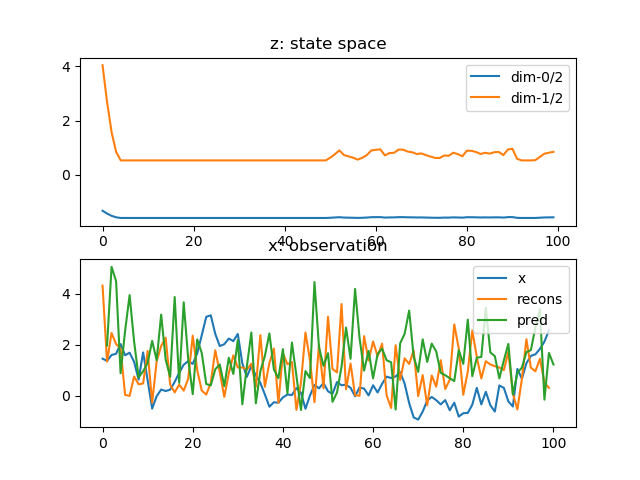 z: state space
4
2
0
dim-0/2
dim-1/2
0 20 40 60 80 100
x: observation
4
2
0
x
recons
pred
0 20 40 60 80 100